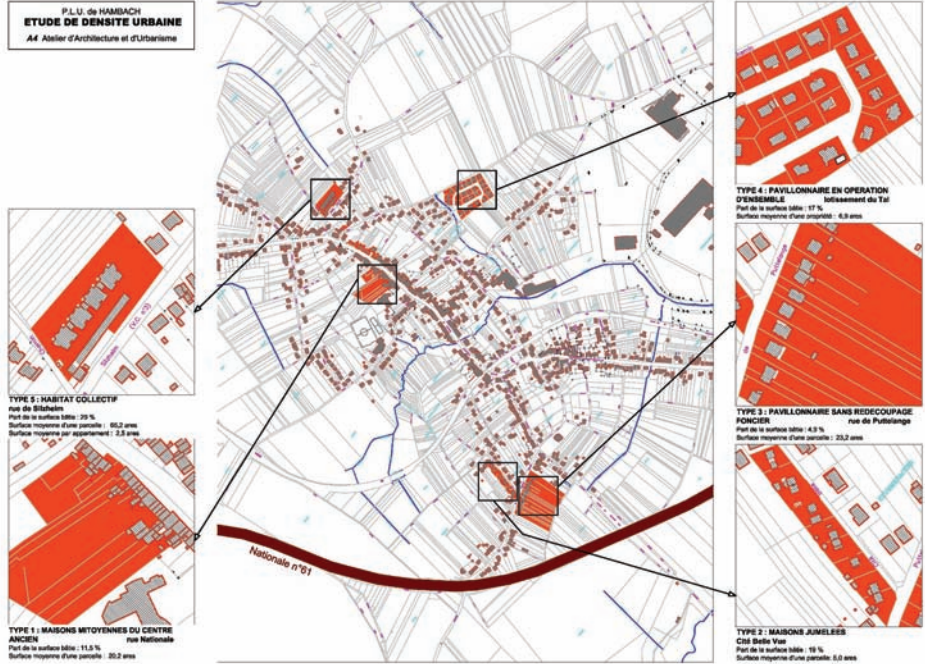 P.L.U. de HAMBACH
ETUDE DE DENSITE URBAINE
A4 Atelier d'Architecture et d'Urbanisme
TYPE 4 : PAVILLONNAIRE EN OPERATION
D'ENSEMBLE lotissement du Tal
Part de la surface bâtie : 17 %
Surface moyenne d'une propriété : 6,9 ares
TYPE 5 : HABITAT COLLECTIF
rue de Silzheim
Part de la surface bâtie : 29 %
Surface moyenne d'une parcelle : 65,2 ares
Surface moyenne par appartement : 2,5 ares
(V.C. n°3)
Silzheim
Puttelange
de
TYPE 3 : PAVILLONNAIRE SANS REDECOUPAGE
FONCIER rue de Puttelange
Part de la surface bâtie : 4,5 %
Surface moyenne d'une parcelle : 23,2 ares
Nationale n°61
TYPE 1 : MAISONS MITOYENNES DU CENTRE
ANCIEN rue Nationale
Part de la surface bâtie : 11,5 %
Surface moyenne d'une parcelle : 20,2 ares
TYPE 2 : MAISONS JUMELEES
Cité Belle Vue
Part de la surface bâtie : 19 %
Surface moyenne d'une parcelle: 5,0 ares